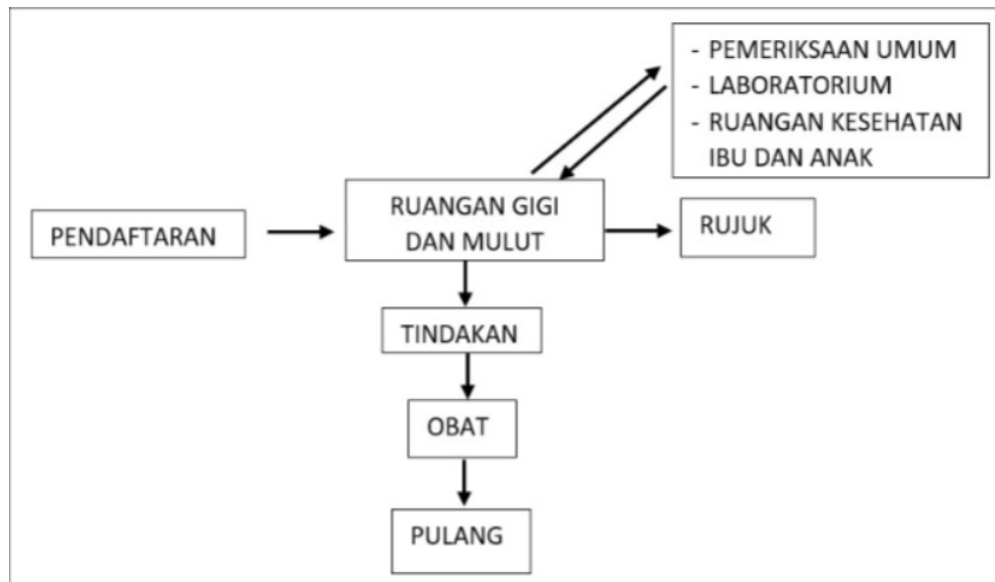 - PEMERIKSAAN UMUM
- LABORATORIUM
- RUANGAN KESEHATAN
IBU DAN ANAK
PENDAFTARAN
RUANGAN GIGI
DAN MULUT
RUJUK
TINDAKAN
OBAT
PULANG